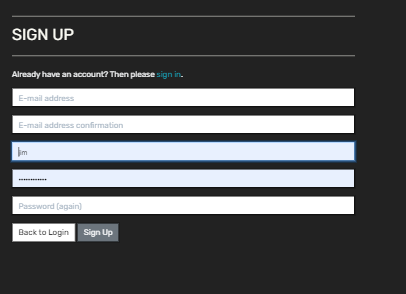 SIGN UP
Already have an account? Then please sign in.
E-mail address
E-mail address confirmation
jim
••••••••••••
Password (again)
Back to Login Sign Up